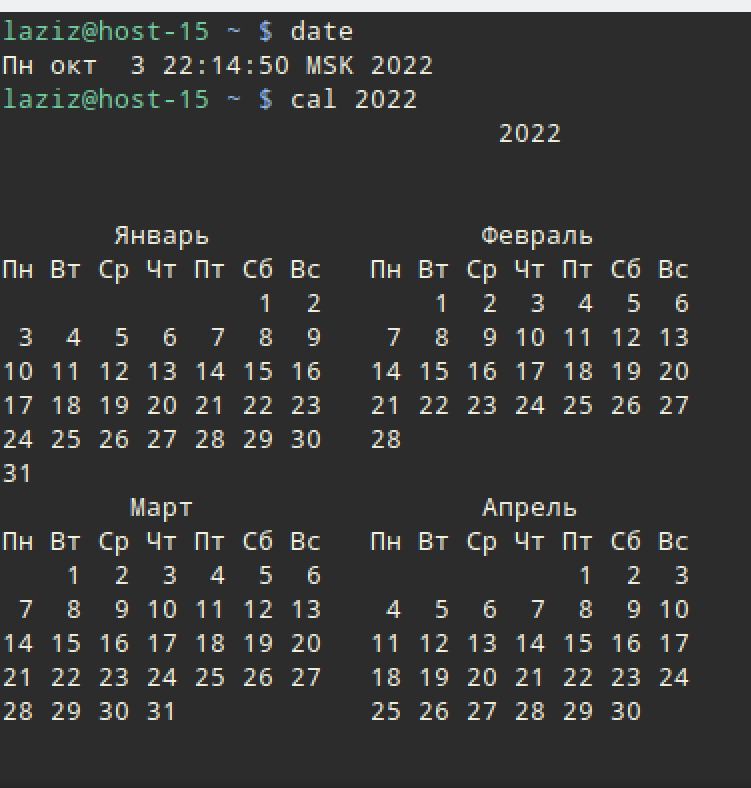 laziz@host-15 ~ $ date
Пн окт  3 22:14:50 MSK 2022
laziz@host-15 ~ $ cal 2022
                               2022

       Январь                 Февраль
Пн Вт Ср Чт Пт Сб Вс   Пн Вт Ср Чт Пт Сб Вс
                1  2       1  2  3  4  5  6
 3  4  5  6  7  8  9    7  8  9 10 11 12 13
10 11 12 13 14 15 16   14 15 16 17 18 19 20
17 18 19 20 21 22 23   21 22 23 24 25 26 27
24 25 26 27 28 29 30   28
31
        Март                   Апрель
Пн Вт Ср Чт Пт Сб Вс   Пн Вт Ср Чт Пт Сб Вс
    1  2  3  4  5  6                1  2  3
 7  8  9 10 11 12 13    4  5  6  7  8  9 10
14 15 16 17 18 19 20   11 12 13 14 15 16 17
21 22 23 24 25 26 27   18 19 20 21 22 23 24
28 29 30 31            25 26 27 28 29 30